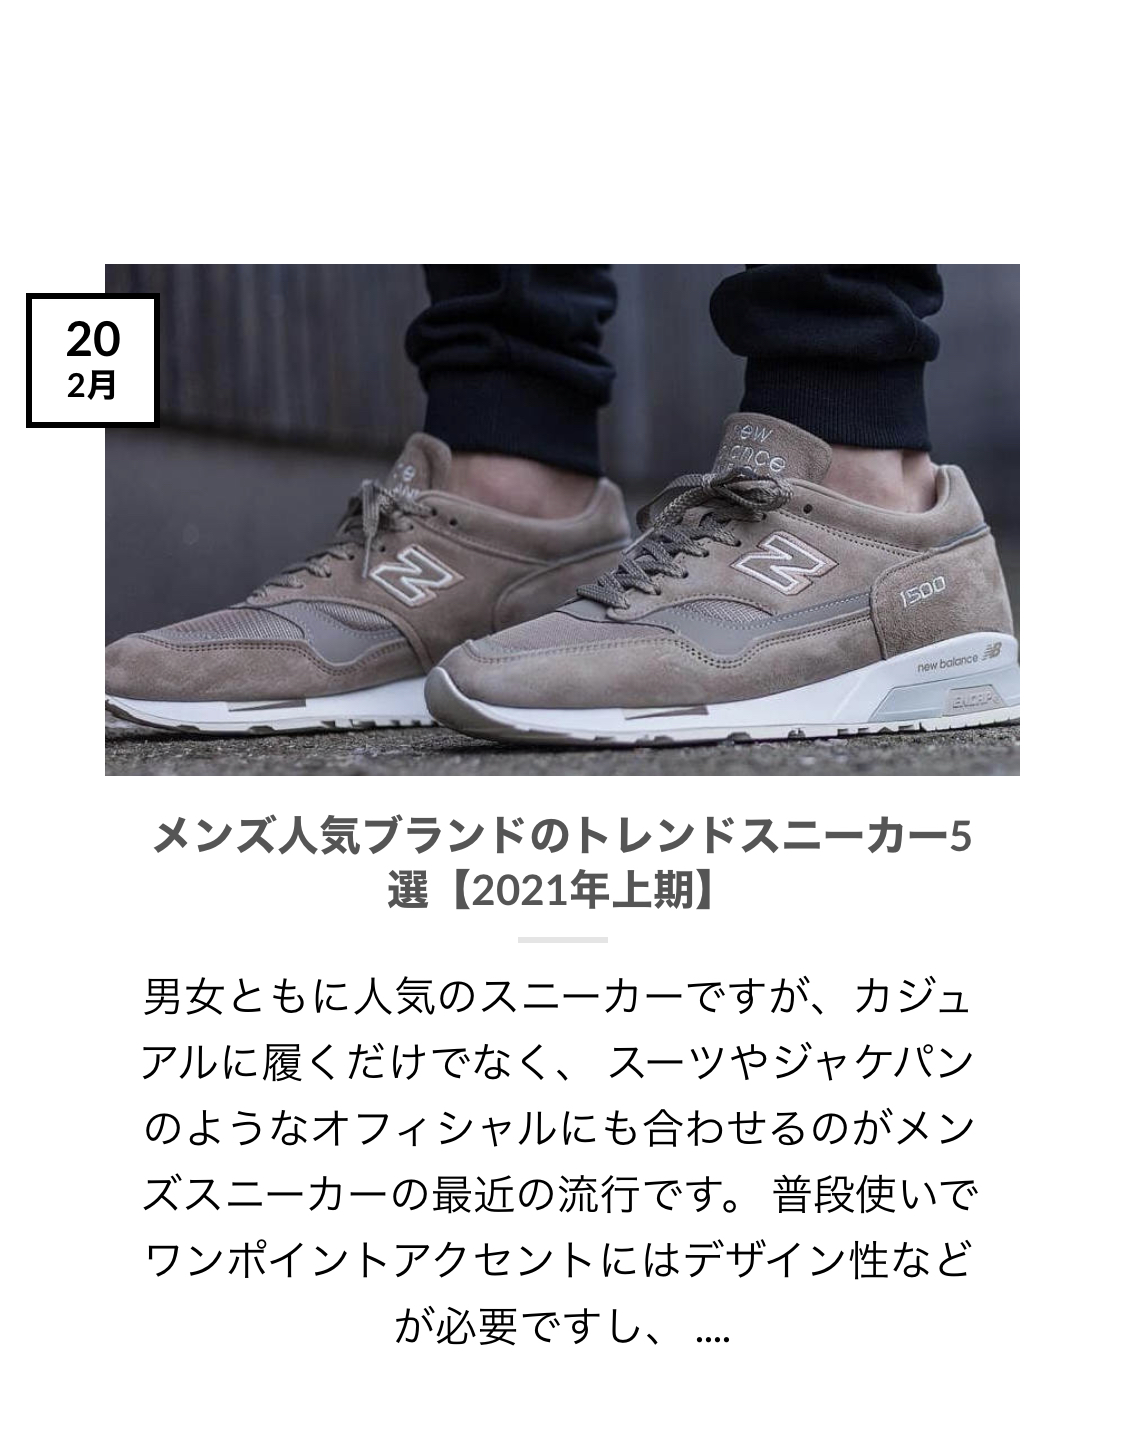 20
2月
ew
ance
ce
1500
new balance NB
ENCAP
メンズ人気ブランドのトレンドスニーカー5
選【2021年上期】
男女ともに人気のスニーカーですが、カジュ
アルに履くだけでなく、 スーツやジャケパン
のようなオフィシャルにも合わせるのがメン
ズスニーカーの最近の流行です。 普段使いで
ワンポイントアクセントにはデザイン性など
が必要ですし、 ....